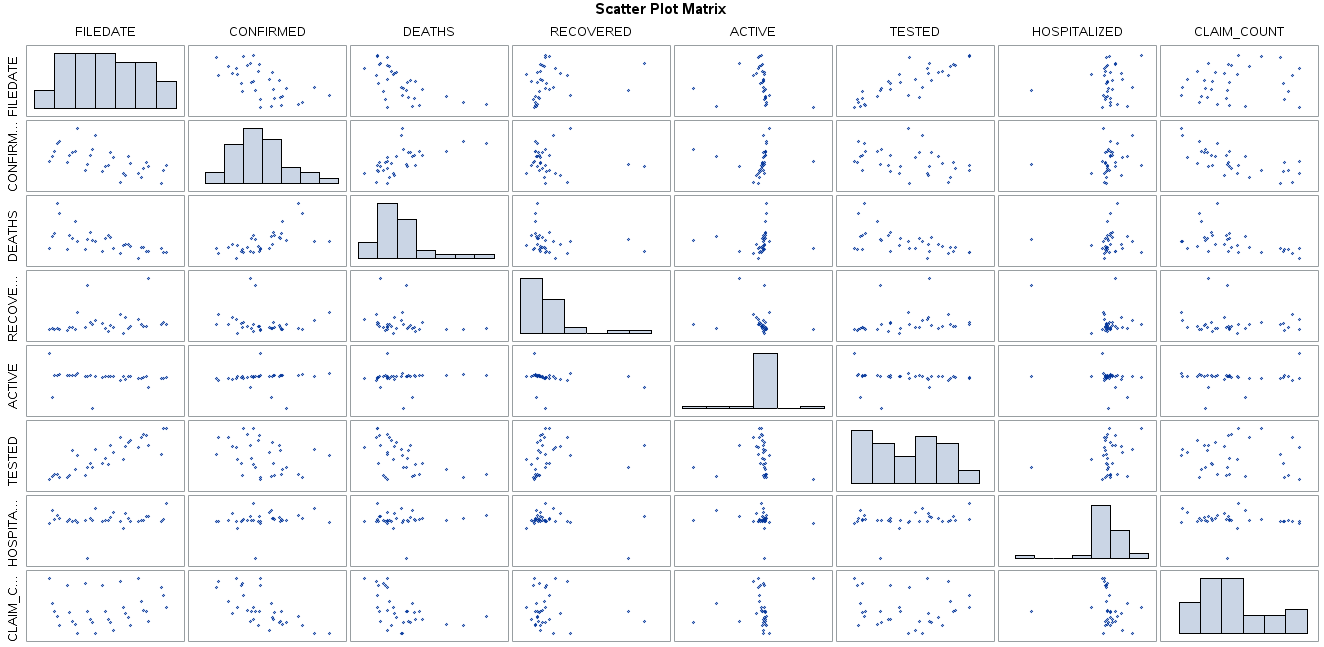 Scatter Plot Matrix
FILEDATE CONFIRMED DEATHS RECOVERED ACTIVE TESTED HOSPITALIZED CLAIM_COUNT
FILEDATE
CONFIRM...
DEATHS
RECOVE...
ACTIVE
TESTED
HOSPITA...
CLAIM_C...